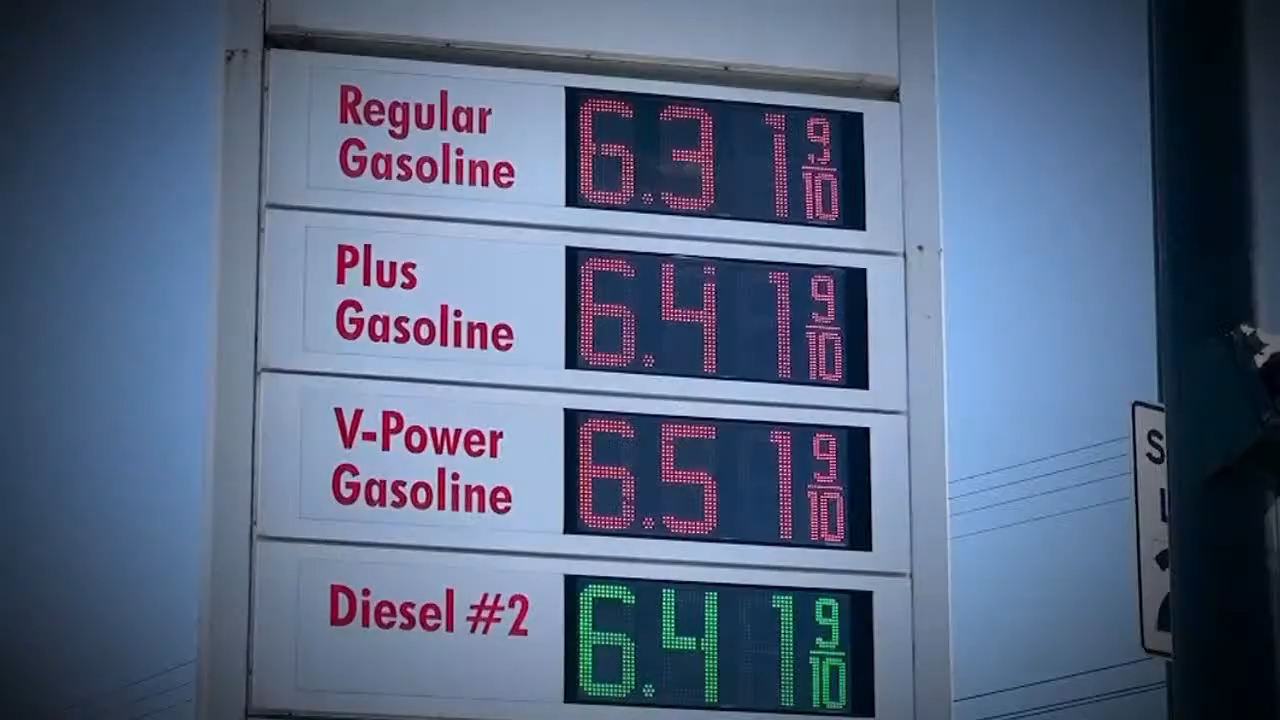 Regular
Gasoline
6.31 9/10
Plus
Gasoline
6.41 9/10
V-Power
Gasoline
6.51 9/10
Diesel #2
6.41 9/10
S
L